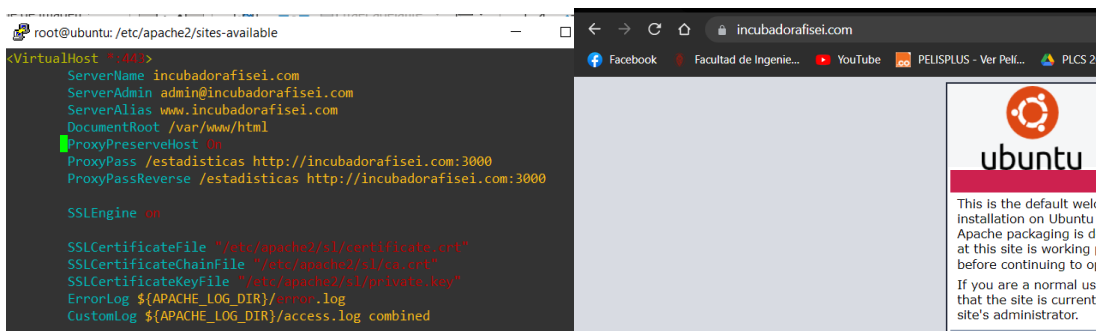 root@ubuntu: /etc/apache2/sites-available
<VirtualHost *:443>
ServerName incubadorafisei.com
ServerAdmin admin@incubadorafisei.com
ServerAlias www.incubadorafisei.com
DocumentRoot /var/www/html
ProxyPreserveHost On
ProxyPass /estadisticas http://incubadorafisei.com:3000
ProxyPassReverse /estadisticas http://incubadorafisei.com:3000
SSLEngine on
SSLCertificateFile "/etc/apache2/sl/certificate.crt"
SSLCertificateChainFile "/etc/apache2/sl/ca.crt"
SSLCertificateKeyFile "/etc/apache2/sl/private.key"
ErrorLog ${APACHE_LOG_DIR}/error.log
CustomLog ${APACHE_LOG_DIR}/access.log combined
incubadorafisei.com
Facebook Facultad de Ingenie... YouTube PELISPLUS - Ver Pelí... PLCS 2
ubuntu
This is the default wel
installation on Ubuntu
Apache packaging is d
at this site is working
before continuing to o
If you are a normal us
that the site is current
site's administrator.